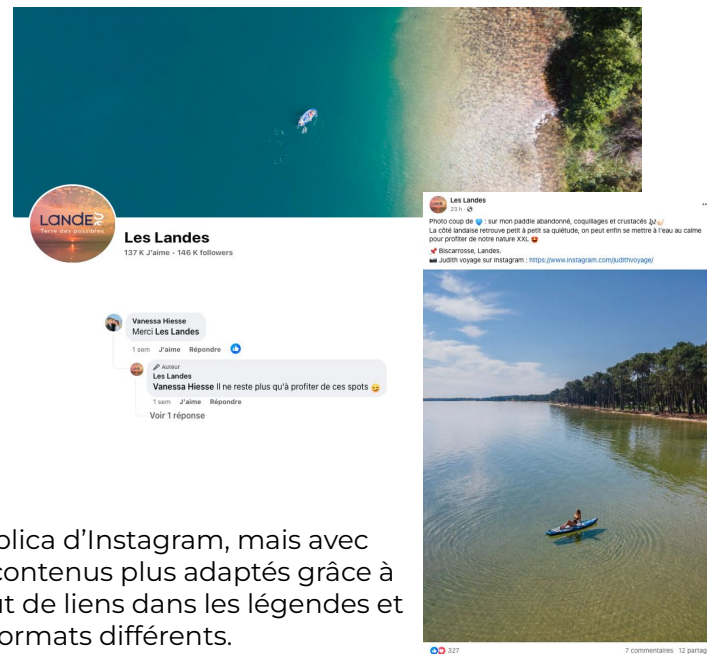 LANDES
Terre des possibles
Les Landes
137 K J'aime · 146 K followers
Vanessa Hiesse
Merci Les Landes
1 sem J'aime Répondre
Auteur
Les Landes
Vanessa Hiesse Il ne reste plus qu'à profiter de ces spots 😉
1 sem J'aime Répondre
Voir 1 réponse
Les Landes
23 h ·
Photo coup de 💙 : sur mon paddle abandonné, coquillages et crustacés 🎶
La côté landaise retrouve petit à petit sa quiétude, on peut enfin se mettre à l'eau au calme
pour profiter de notre nature XXL 🤩
📌 Biscarrosse, Landes.
📷 Judith voyage sur Instagram : https://www.instagram.com/judithvoyage/
327
7 commentaires 12 partag
plica d'Instagram, mais avec
contenus plus adaptés grâce à
ut de liens dans les légendes et
formats différents.